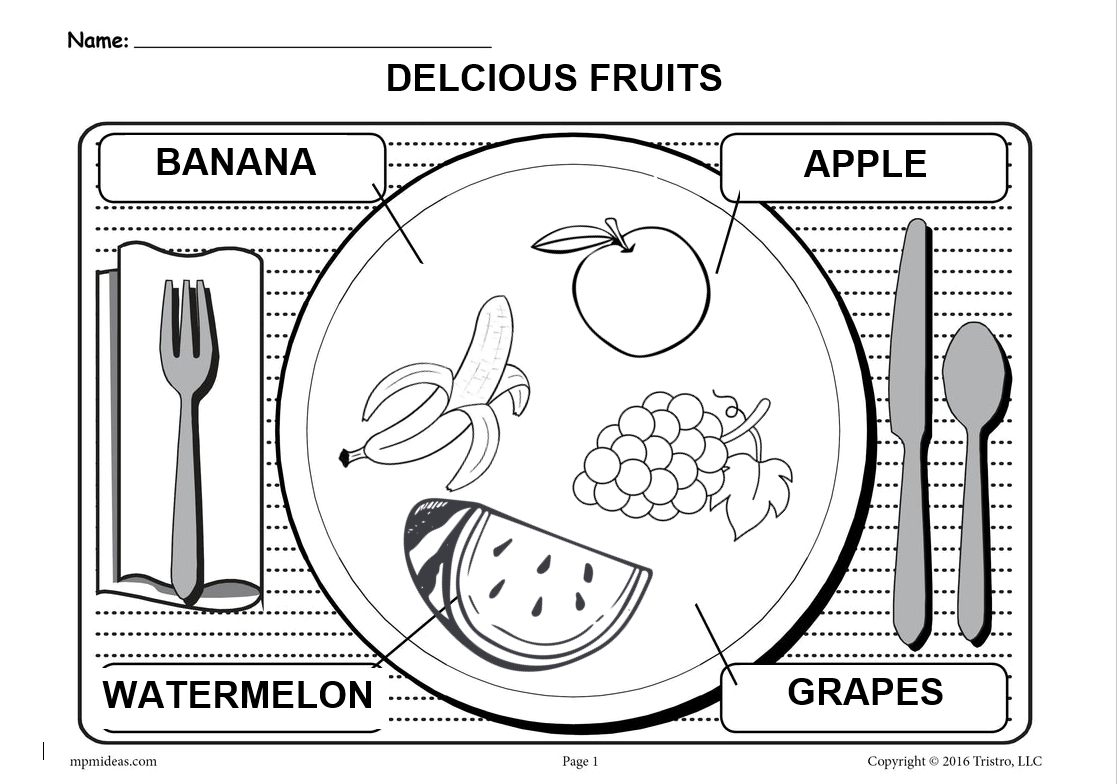 Name:
DELCIOUS FRUITS
BANANA
APPLE
WATERMELON
GRAPES
mpmideas.com
Page 1
Copyright © 2016 Tristro, LLC